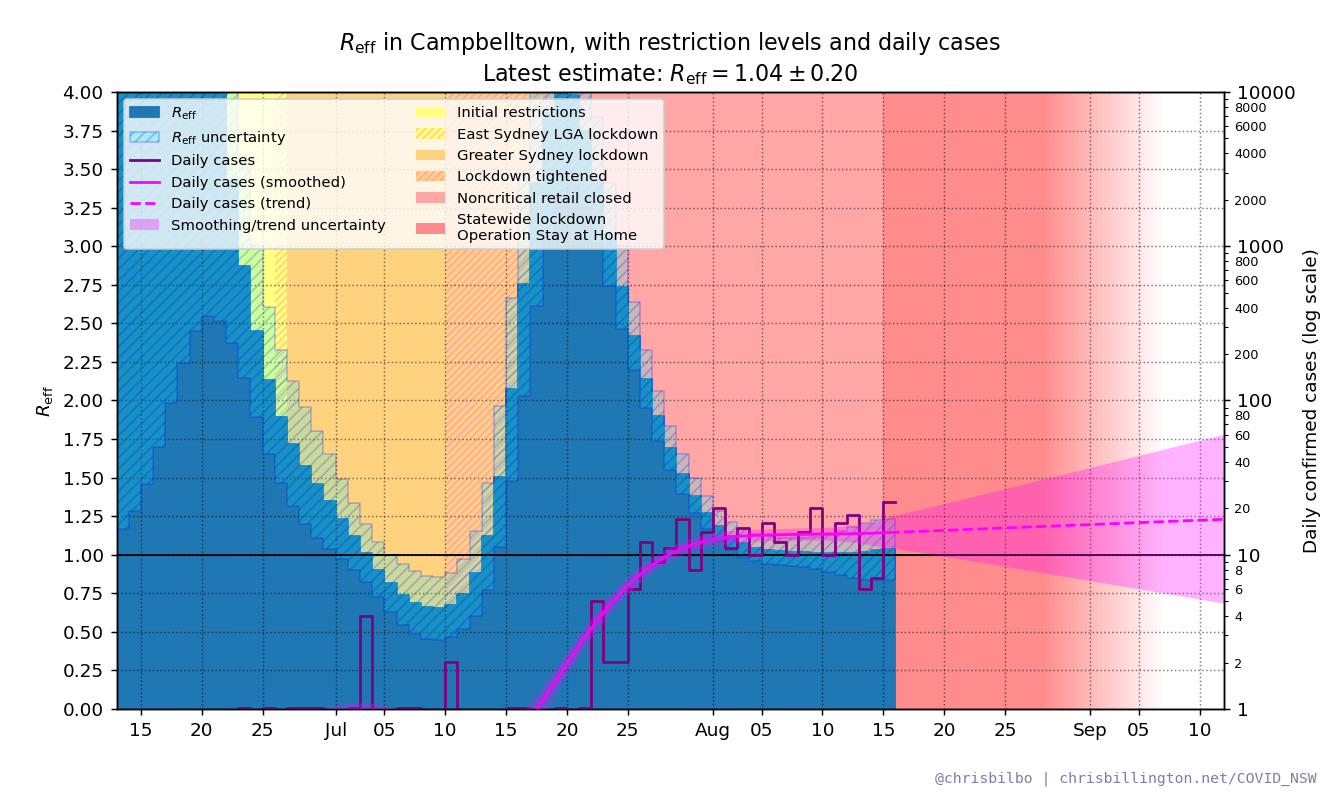 Reff in Campbelltown, with restriction levels and daily cases
Latest estimate: Reff = 1.04 ± 0.20
Reff
Reff uncertainty
Daily cases
Daily cases (smoothed)
Daily cases (trend)
Smoothing/trend uncertainty
Initial restrictions
East Sydney LGA lockdown
Greater Sydney lockdown
Lockdown tightened
Noncritical retail closed
Statewide lockdown
Operation Stay at Home
Reff
4.00
3.75
3.50
3.25
3.00
2.75
2.50
2.25
2.00
1.75
1.50
1.25
1.00
0.75
0.50
0.25
0.00
15 20 25 Jul 05 10 15 20 25 Aug 05 10 15 20 25 Sep 05 10
10000
8000
6000
4000
2000
1000
800
600
400
200
100
80
60
40
20
10
8
6
4
2
1
Daily confirmed cases (log scale)
@chrisbilbo | chrisbillington.net/COVID_NSW